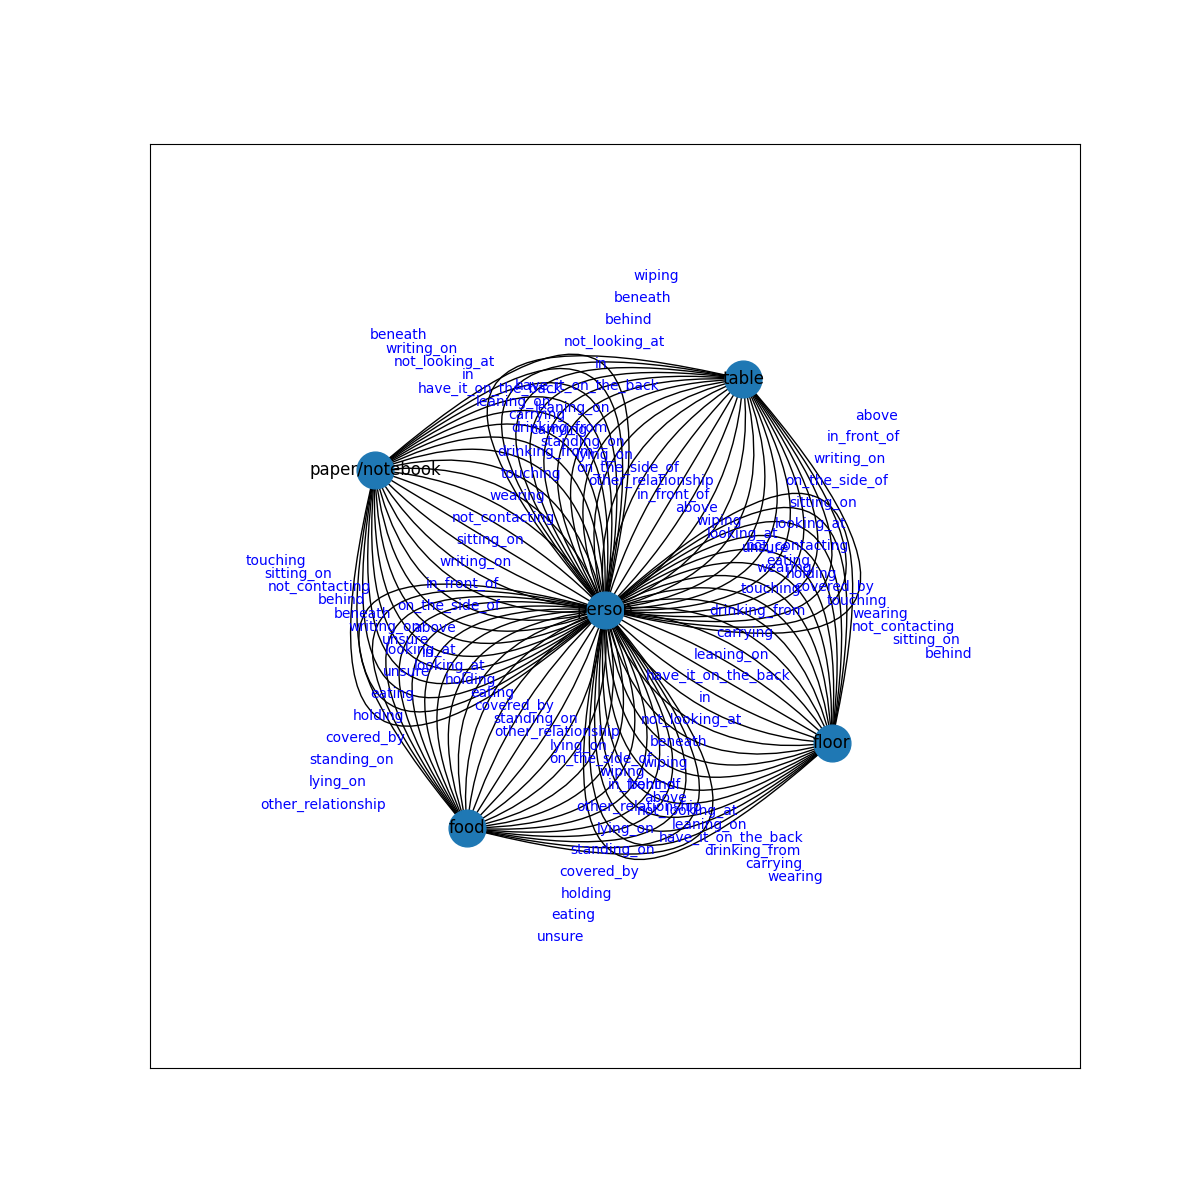 wiping
beneath
behind
beneath
not_looking_at
writing_on
not_looking_at
in
in
table
have_it_on_the_back
have_it_on_the_back
leaning_on
leaning_on
carrying
above
drinking_from
carrying
in_front_of
standing_on
drinking_from
lying_on
writing_on
paper/notebook
on_the_side_of
touching
other_relationship
on_the_side_of
wearing
in_front_of
sitting_on
above
not_contacting
wiping
looking_at
looking_at
sitting_on
unsure
not_contacting
touching
writing_on
eating
wearing
sitting_on
holding
not_contacting
in_front_of
touching
covered_by
behind
on_the_side_of
touching
beneath
person
drinking_from
wearing
writing_on
above
not_contacting
unsure
carrying
sitting_on
looking_at
in
leaning_on
behind
looking_at
unsure
holding
have_it_on_the_back
eating
eating
in
covered_by
holding
standing_on
not_looking_at
covered_by
other_relationship
beneath
floor
lying_on
standing_on
on_the_side_of
wiping
wiping
lying_on
in_front_of
behind
above
other_relationship
other_relationship
not_looking_at
food
lying_on
leaning_on
have_it_on_the_back
standing_on
drinking_from
carrying
covered_by
wearing
holding
eating
unsure